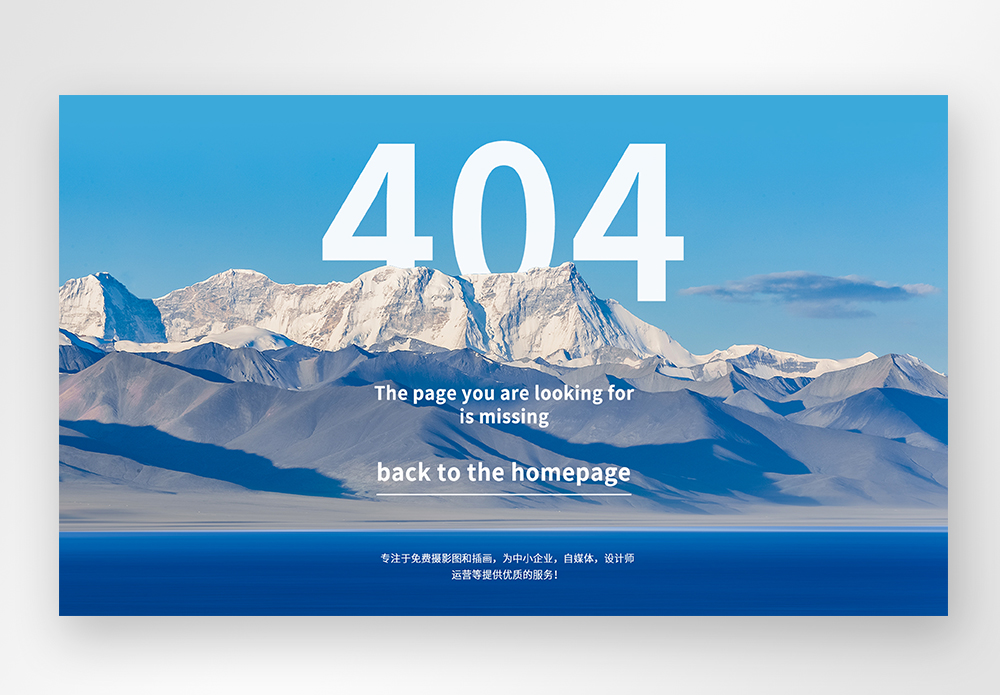 404
The page you are looking for
is missing
back to the homepage
专注于免费摄影图和插画，为中小企业，自媒体，设计师
运营等提供优质的服务！